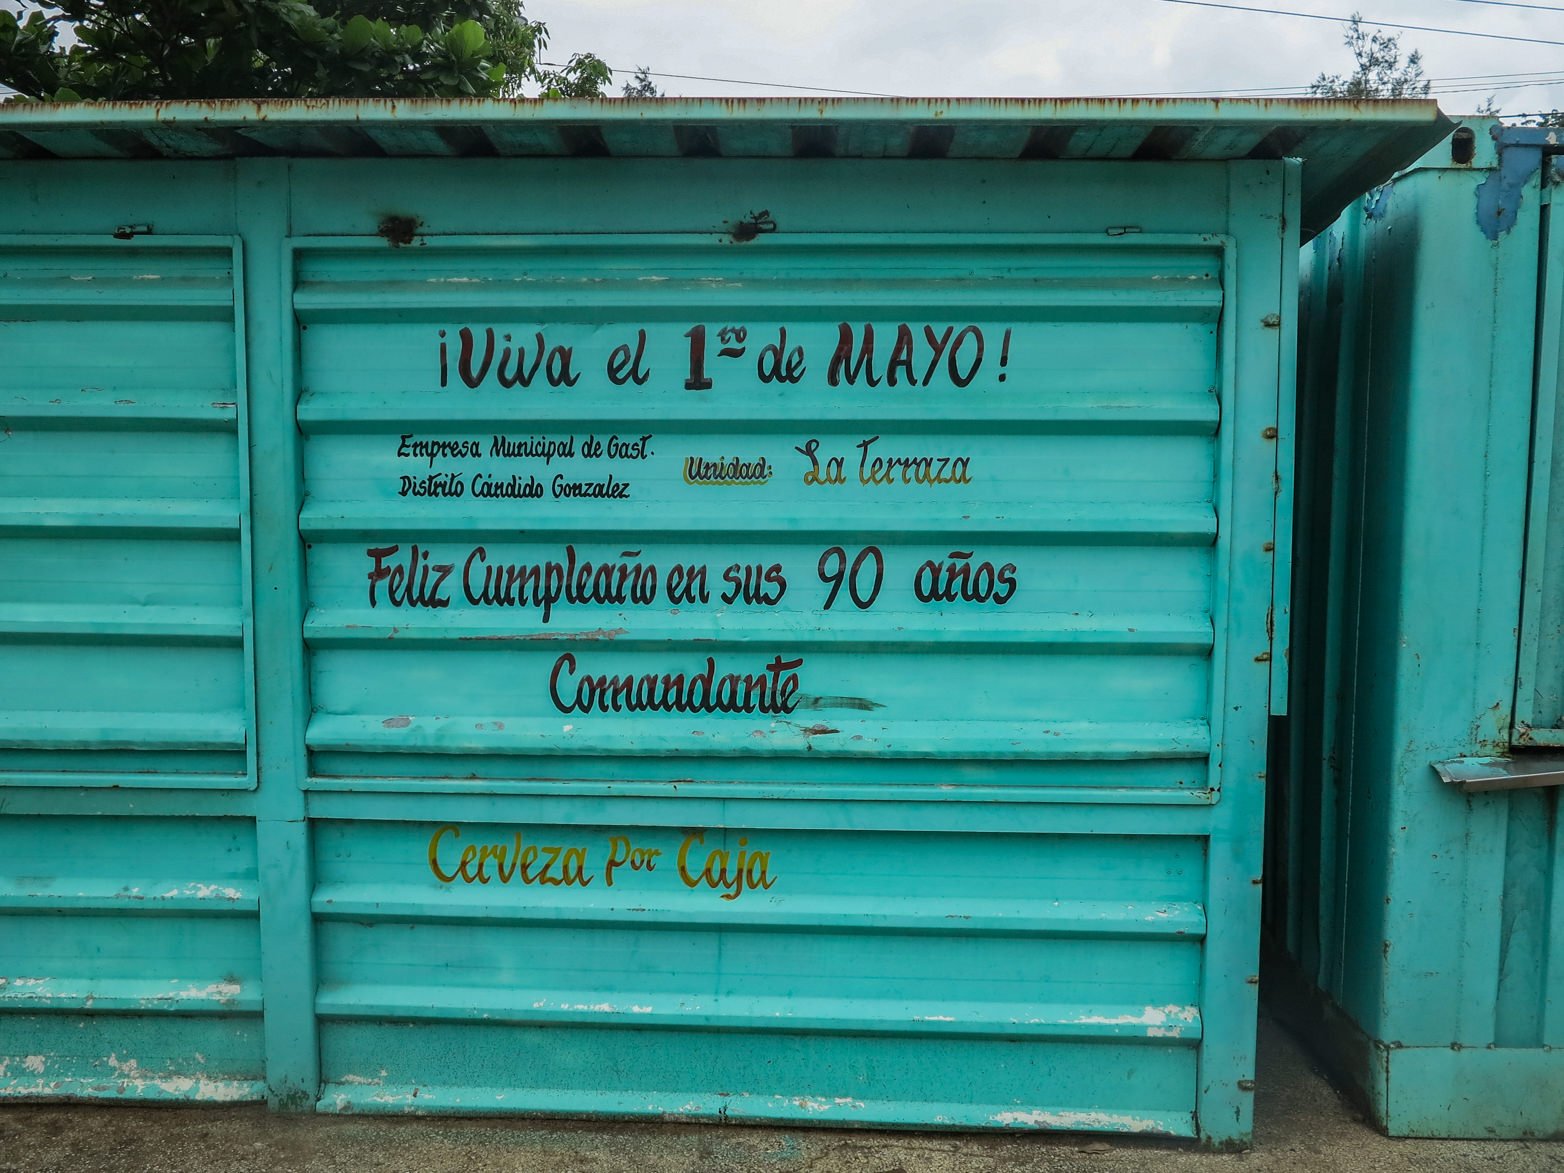 ¡Viva el 1ro de MAYO!
Empresa Municipal de Gast.
Distrito Cándido Gonzalez
Unidad: La Terraza
Feliz Cumpleaño en sus 90 años
Comandante
Cerveza Por Caja